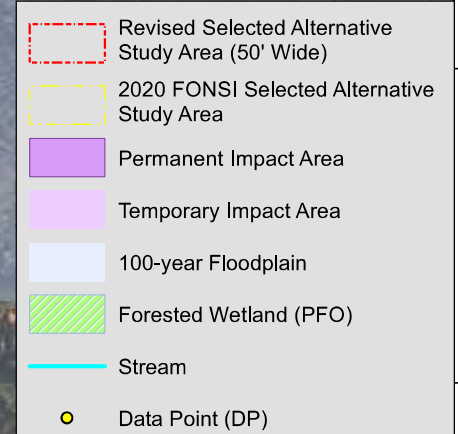 Revised Selected Alternative
Study Area (50' Wide)
2020 FONSI Selected Alternative
Study Area
Permanent Impact Area
Temporary Impact Area
100-year Floodplain
Forested Wetland (PFO)
Stream
Data Point (DP)